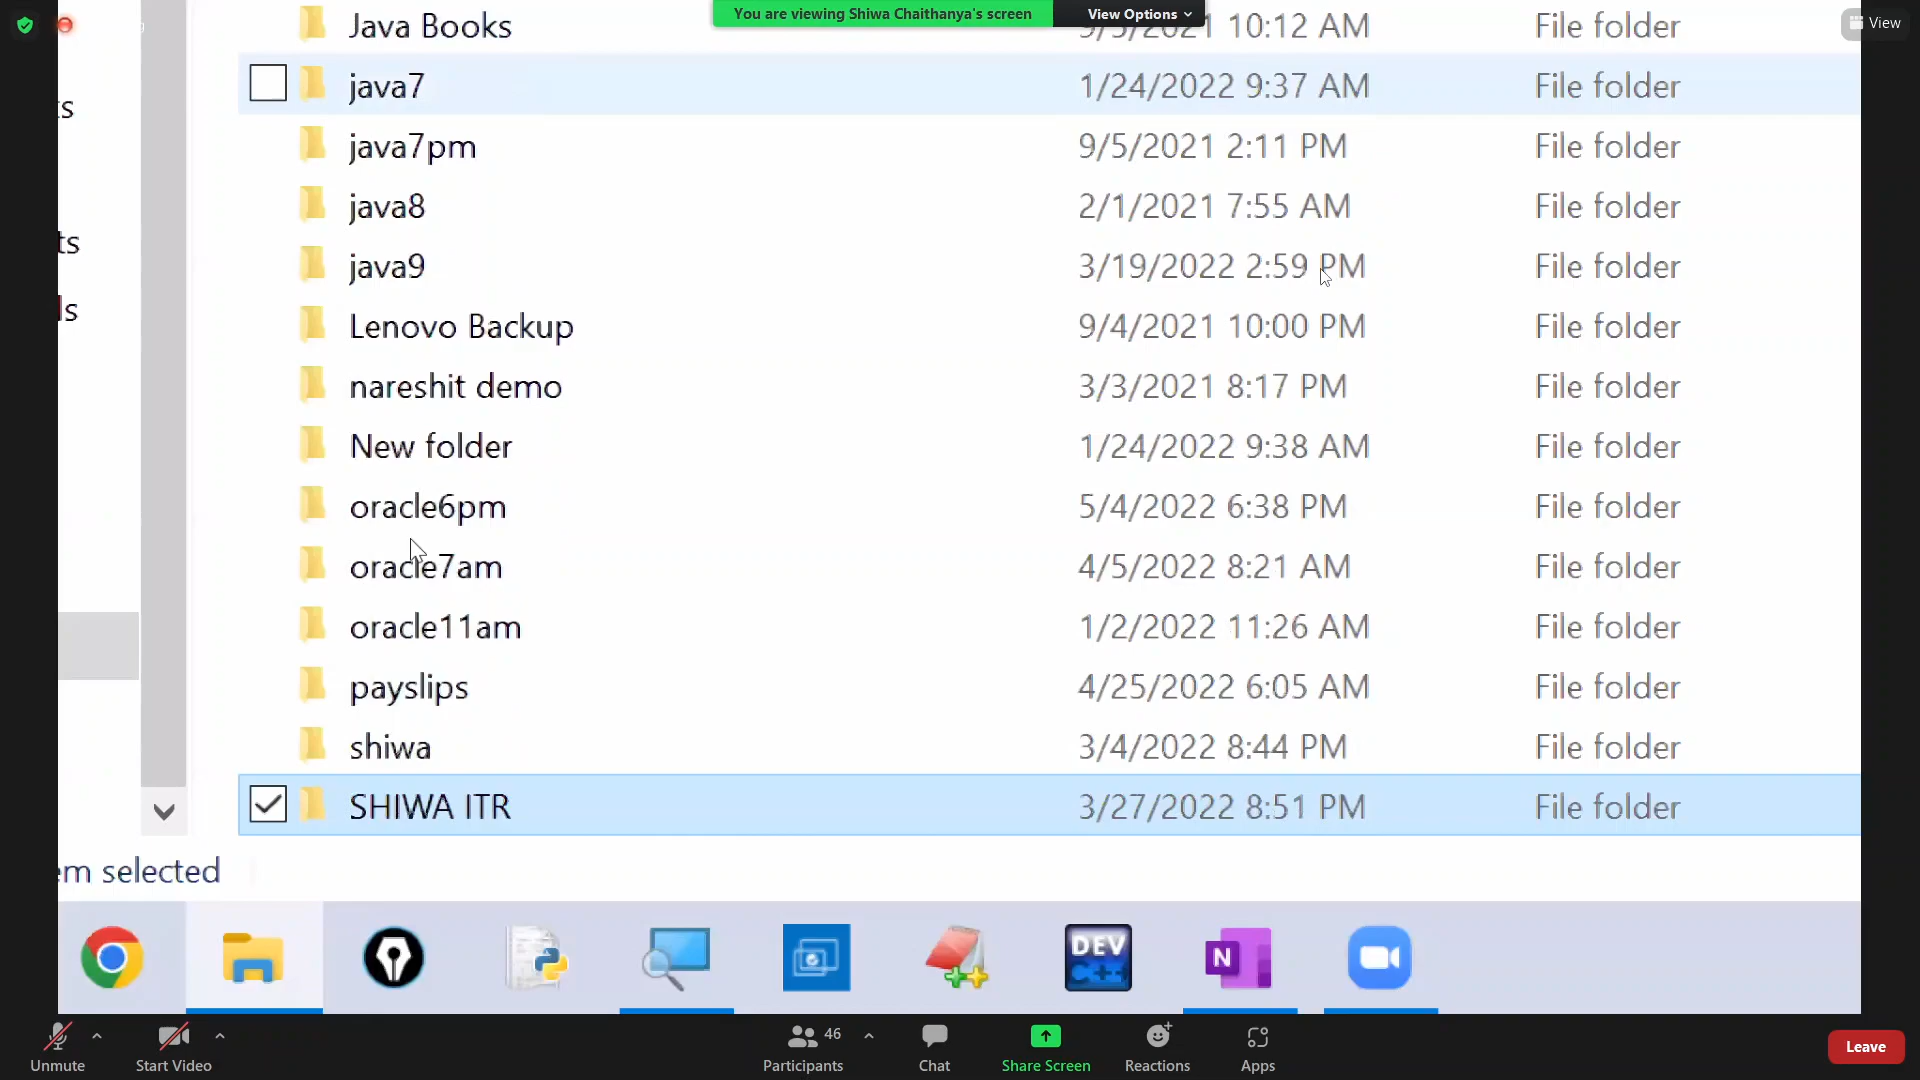 You are viewing Shiwa Chaithanya's screen View Options
View
Java Books 9/5/2021 10:12 AM File folder
java7 1/24/2022 9:37 AM File folder
ts
java7pm 9/5/2021 2:11 PM File folder
java8 2/1/2021 7:55 AM File folder
ts
java9 3/19/2022 2:59 PM File folder
ls
Lenovo Backup 9/4/2021 10:00 PM File folder
nareshit demo 3/3/2021 8:17 PM File folder
New folder 1/24/2022 9:38 AM File folder
oracle6pm 5/4/2022 6:38 PM File folder
oracle7am 4/5/2022 8:21 AM File folder
oracle11am 1/2/2022 11:26 AM File folder
payslips 4/25/2022 6:05 AM File folder
shiwa 3/4/2022 8:44 PM File folder
SHIWA ITR 3/27/2022 8:51 PM File folder
em selected
DEV
C++
N
46
Unmute Start Video Participants Chat Share Screen Reactions Apps Leave